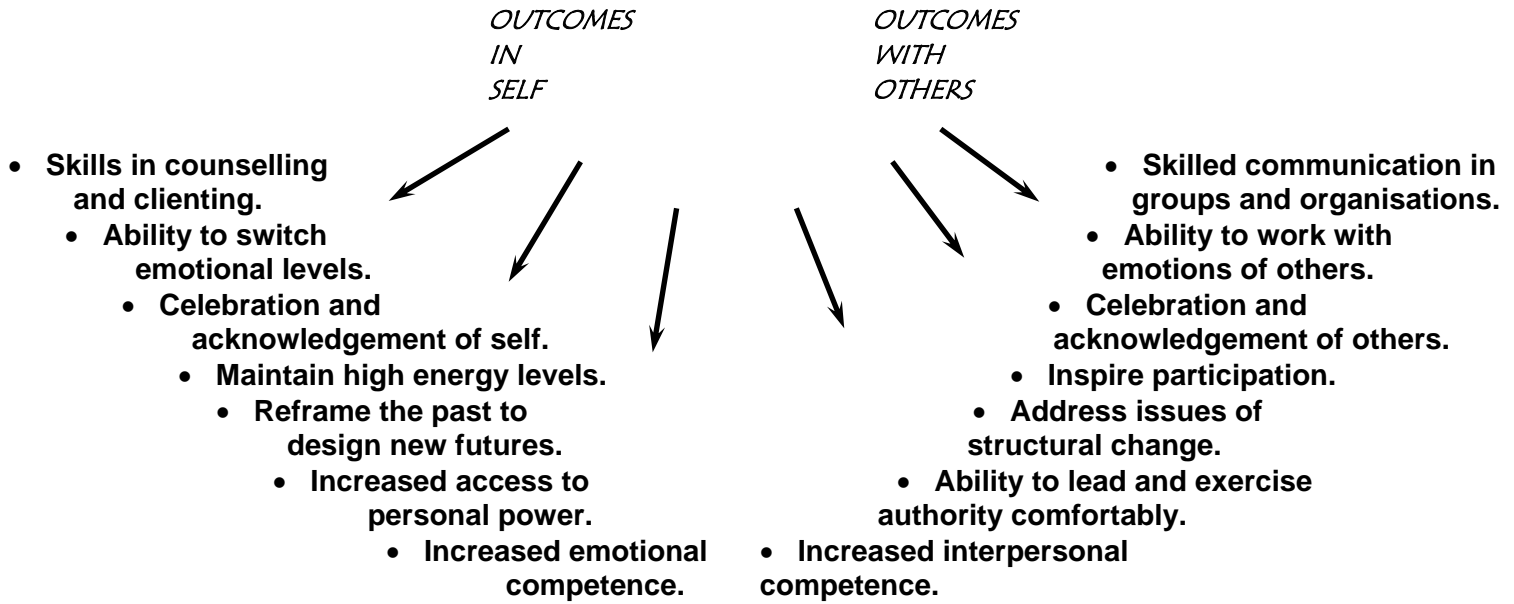 OUTCOMES
IN
SELF
OUTCOMES
WITH
OTHERS
• Skills in counselling
and clienting.
• Ability to switch
emotional levels.
• Celebration and
acknowledgement of self.
• Maintain high energy levels.
• Reframe the past to
design new futures.
• Increased access to
personal power.
• Increased emotional
competence.
• Skilled communication in
groups and organisations.
• Ability to work with
emotions of others.
• Celebration and
acknowledgement of others.
• Inspire participation.
• Address issues of
structural change.
• Ability to lead and exercise
authority comfortably.
• Increased interpersonal
competence.